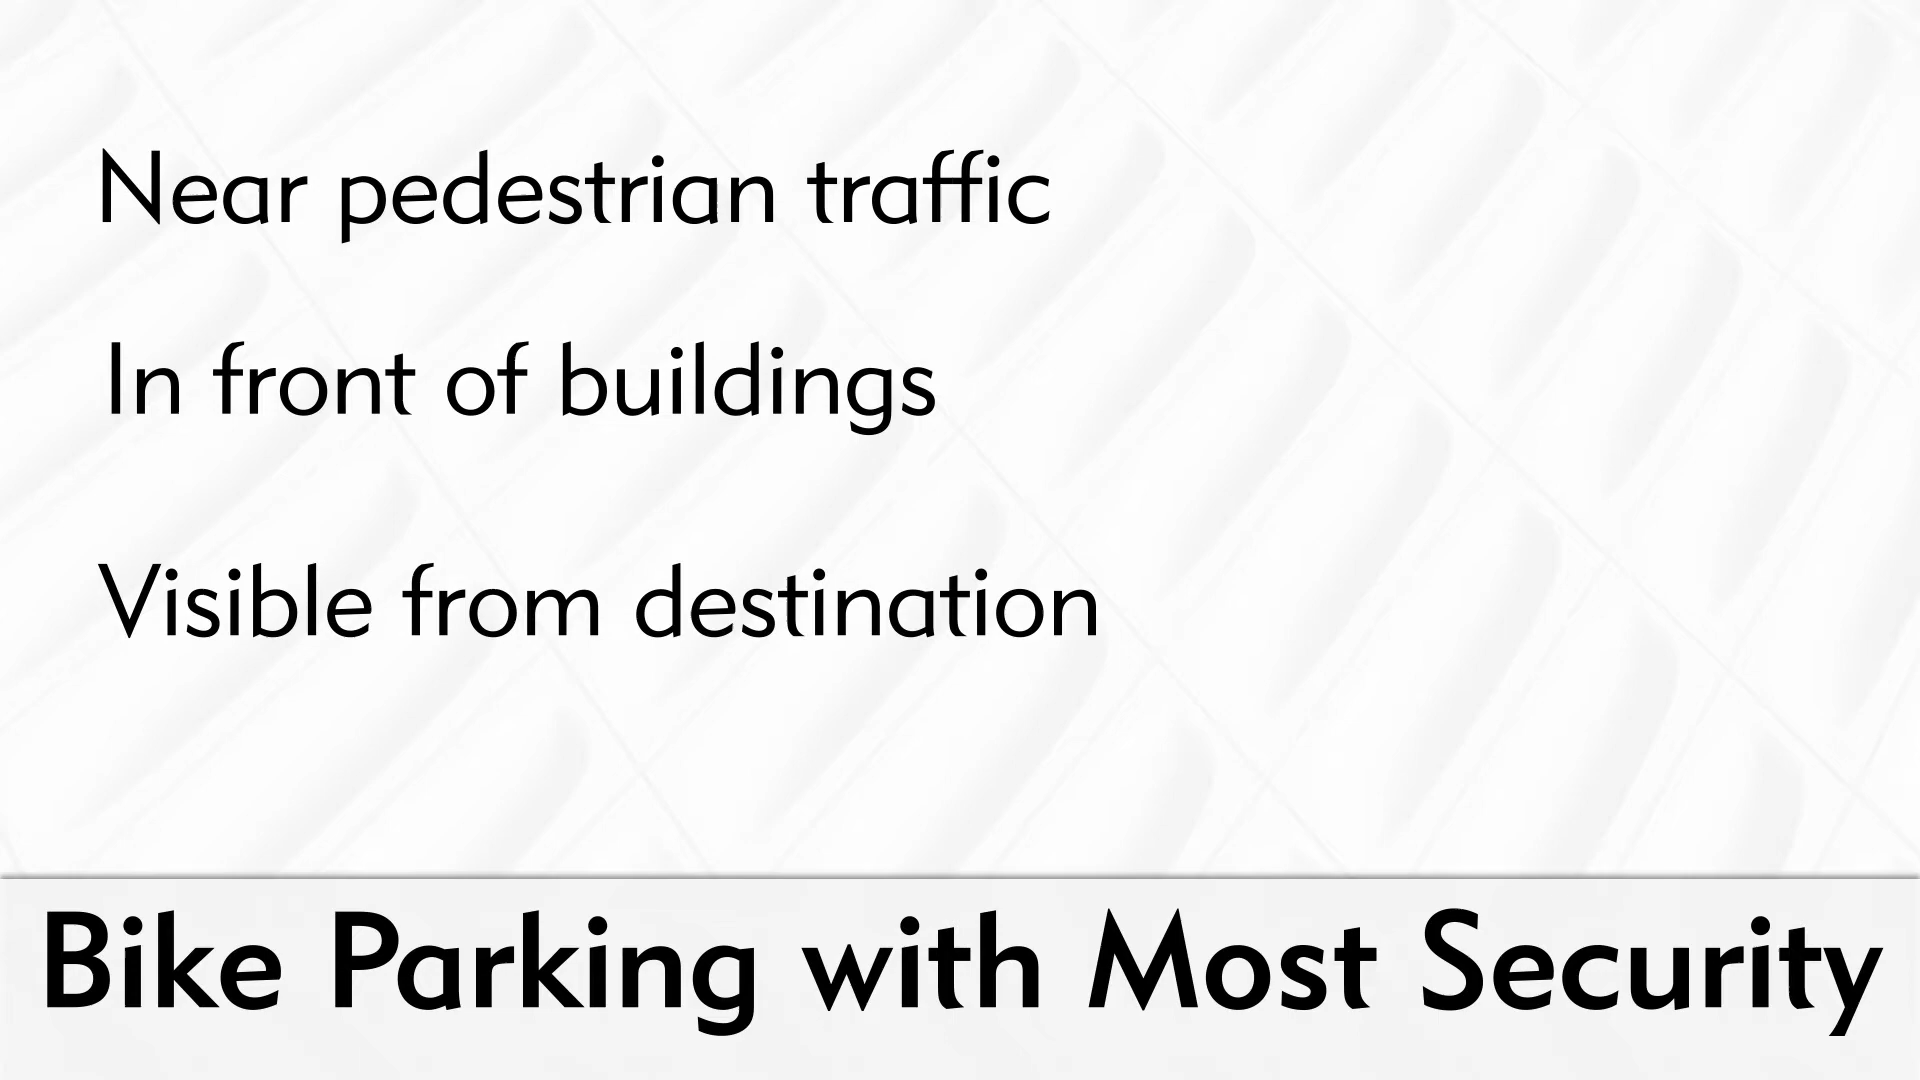 Near pedestrian traffic
In front of buildings
Visible from destination
Bike Parking with Most Security